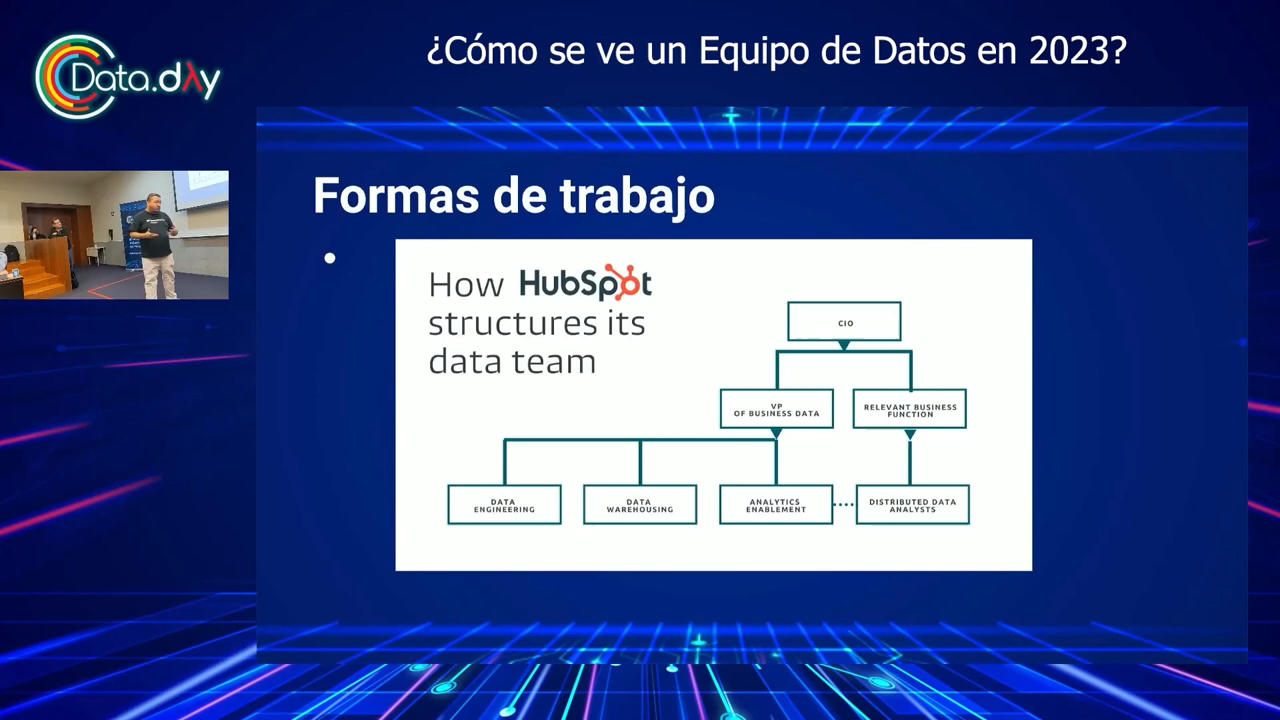 ¿Cómo se ve un Equipo de Datos en 2023?
Data.dλy
Formas de trabajo
How HubSpot
structures its
data team
CIO
VP
OF BUSINESS DATA
RELEVANT BUSINESS
FUNCTION
DATA
ENGINEERING
DATA
WAREHOUSING
ANALYTICS
ENABLEMENT
DISTRIBUTED DATA
ANALYSTS